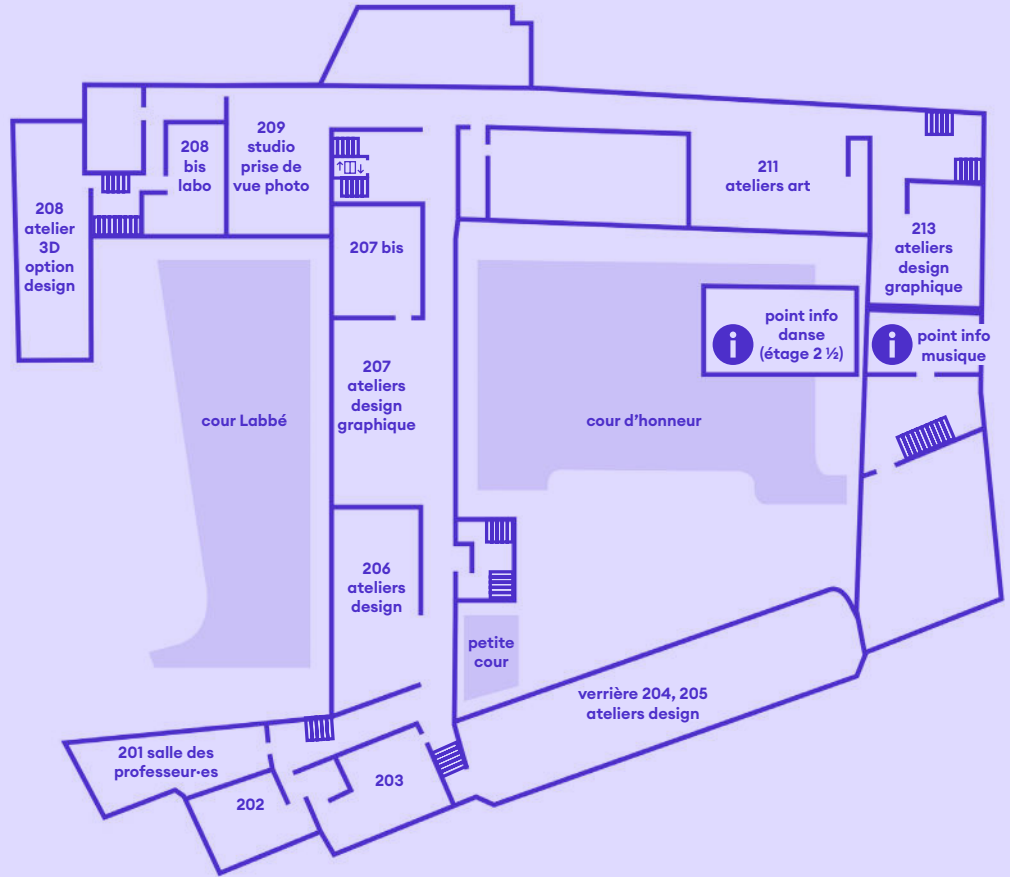 209
studio
prise de
vue photo
208
bis
labo
208
atelier
3D
option
design
211
ateliers art
213
ateliers
design
graphique
207 bis
point info
danse
(étage 2 ½)
point info
musique
207
ateliers
design
graphique
cour Labbé
cour d’honneur
206
ateliers
design
petite
cour
verrière 204, 205
ateliers design
201 salle des
professeur·es
202
203